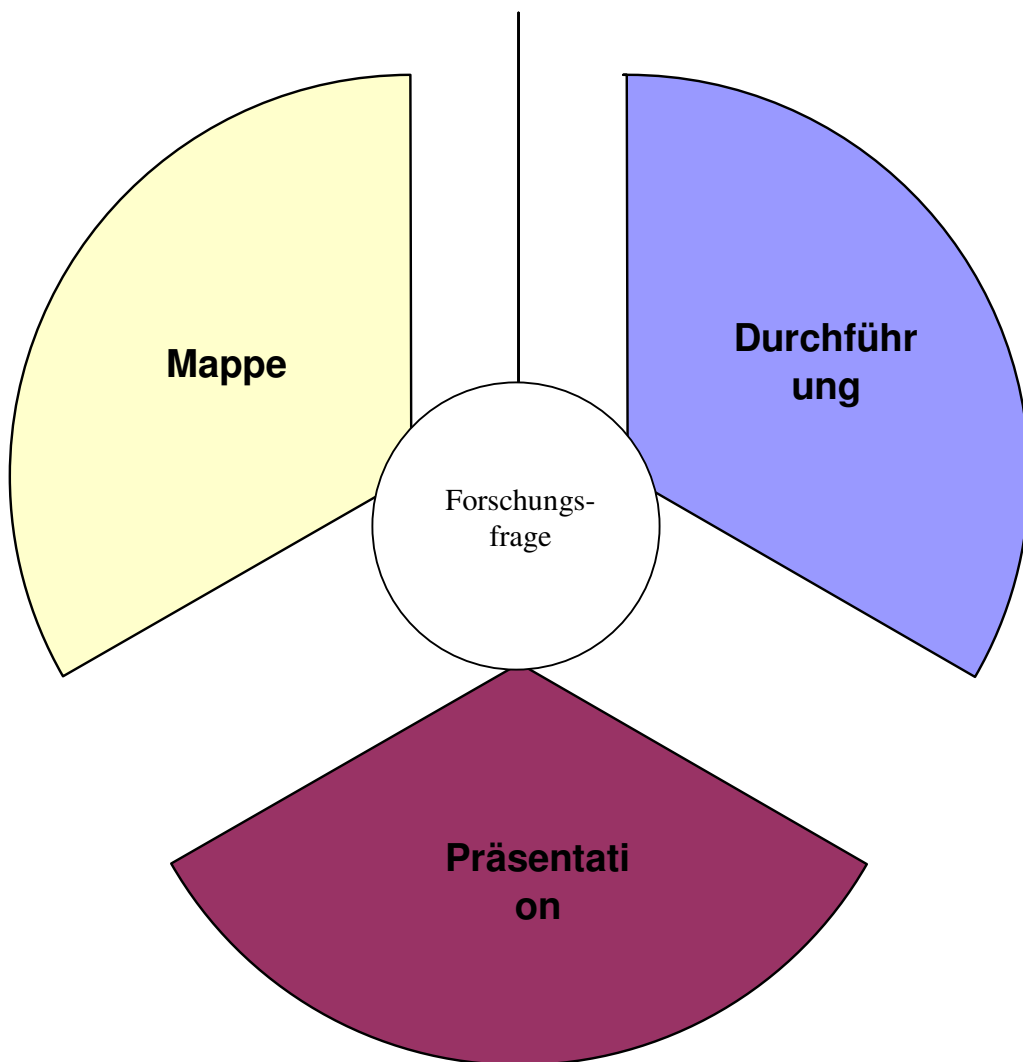 Mappe
Durchführ
ung
Forschungs-
frage
Präsentati
on